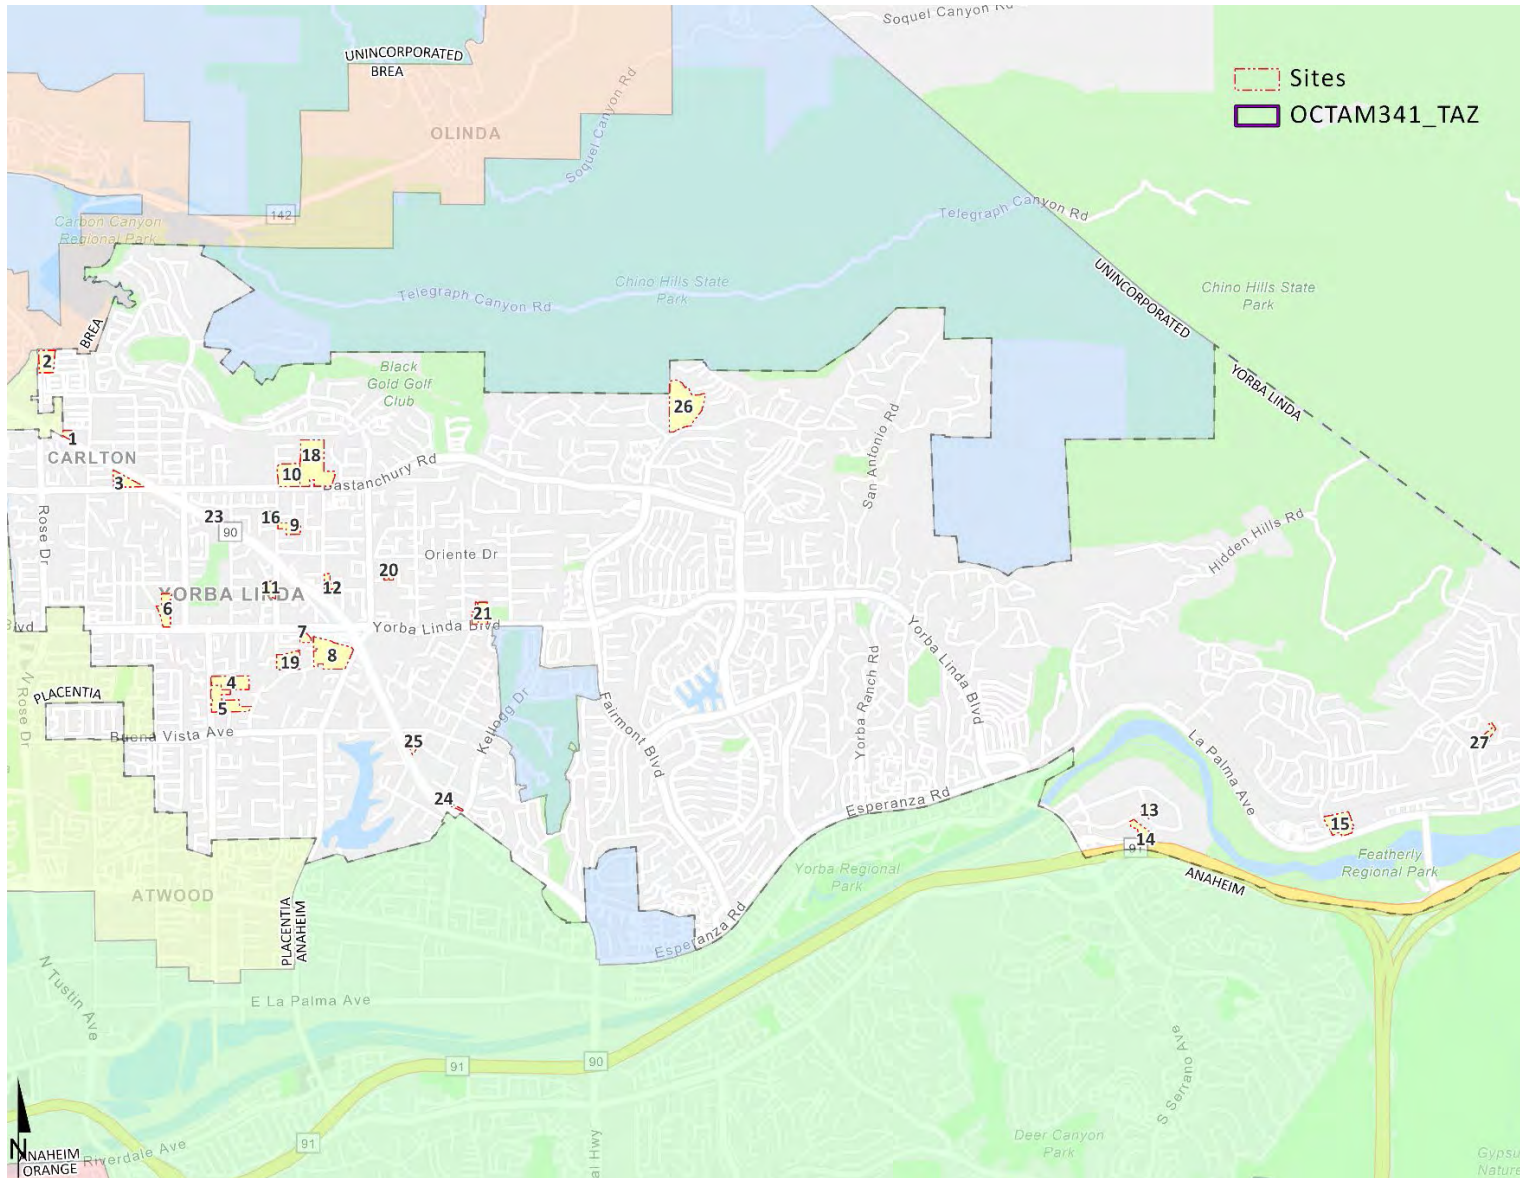 Soquel Canyon Rd
UNINCORPORATED
BREA
Sites
OCTAM341_TAZ
OLINDA
Soquel Canyon Rd
142
Carbon Canyon
Regional Park
Telegraph Canyon Rd
Telegraph Canyon Rd
Chino Hills State
Park
UNINCORPORATED
YORBA LINDA
Chino Hills State
Park
BREA
2
Black
Gold Golf
Club
26
1
CARLTON
18
10
3
Bastanchury Rd
San Antonio Rd
Rose Dr
23
90
16
9
Oriente Dr
Hidden Hills Rd
20
11
12
YORBA LINDA
6
21
Blvd
Yorba Linda Blvd
7
8
19
Yorba Linda Blvd
Yorba Ranch Rd
4
5
PLACENTIA
N Rose Dr
Buena Vista Ave
25
Kellogg Dr
Fairmont Blvd
La Palma Ave
27
24
Esperanza Rd
13
14
91
15
Featherly
Regional Park
Yorba Regional
Park
ANAHEIM
ATWOOD
PLACENTIA
ANAHEIM
Esperanza Rd
N Tustin Ave
E La Palma Ave
91
90
S Serrano Ave
Deer Canyon
Park
91
N
ANAHEIM
ORANGE
Riverdale Ave
al Hwy
Gypsu
Nature